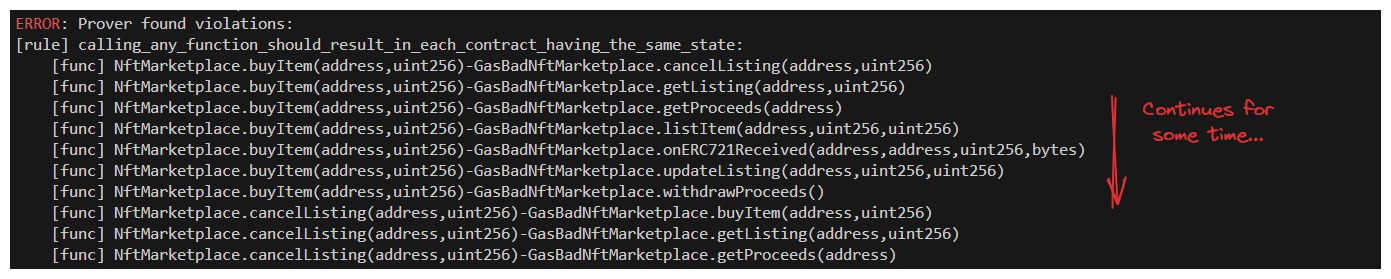 ERROR: Prover found violations:
[rule] calling_any_function_should_result_in_each_contract_having_the_same_state:
[func] NftMarketplace.buyItem(address,uint256)-GasBadNftMarketplace.cancelListing(address,uint256)
[func] NftMarketplace.buyItem(address,uint256)-GasBadNftMarketplace.getListing(address,uint256)
[func] NftMarketplace.buyItem(address,uint256)-GasBadNftMarketplace.getProceeds(address)
[func] NftMarketplace.buyItem(address,uint256)-GasBadNftMarketplace.listItem(address,uint256,uint256)
[func] NftMarketplace.buyItem(address,uint256)-GasBadNftMarketplace.onERC721Received(address,address,uint256,bytes)
[func] NftMarketplace.buyItem(address,uint256)-GasBadNftMarketplace.updateListing(address,uint256,uint256)
[func] NftMarketplace.buyItem(address,uint256)-GasBadNftMarketplace.withdrawProceeds()
[func] NftMarketplace.cancelListing(address,uint256)-GasBadNftMarketplace.buyItem(address,uint256)
[func] NftMarketplace.cancelListing(address,uint256)-GasBadNftMarketplace.getListing(address,uint256)
[func] NftMarketplace.cancelListing(address,uint256)-GasBadNftMarketplace.getProceeds(address)
Continues for
some time...